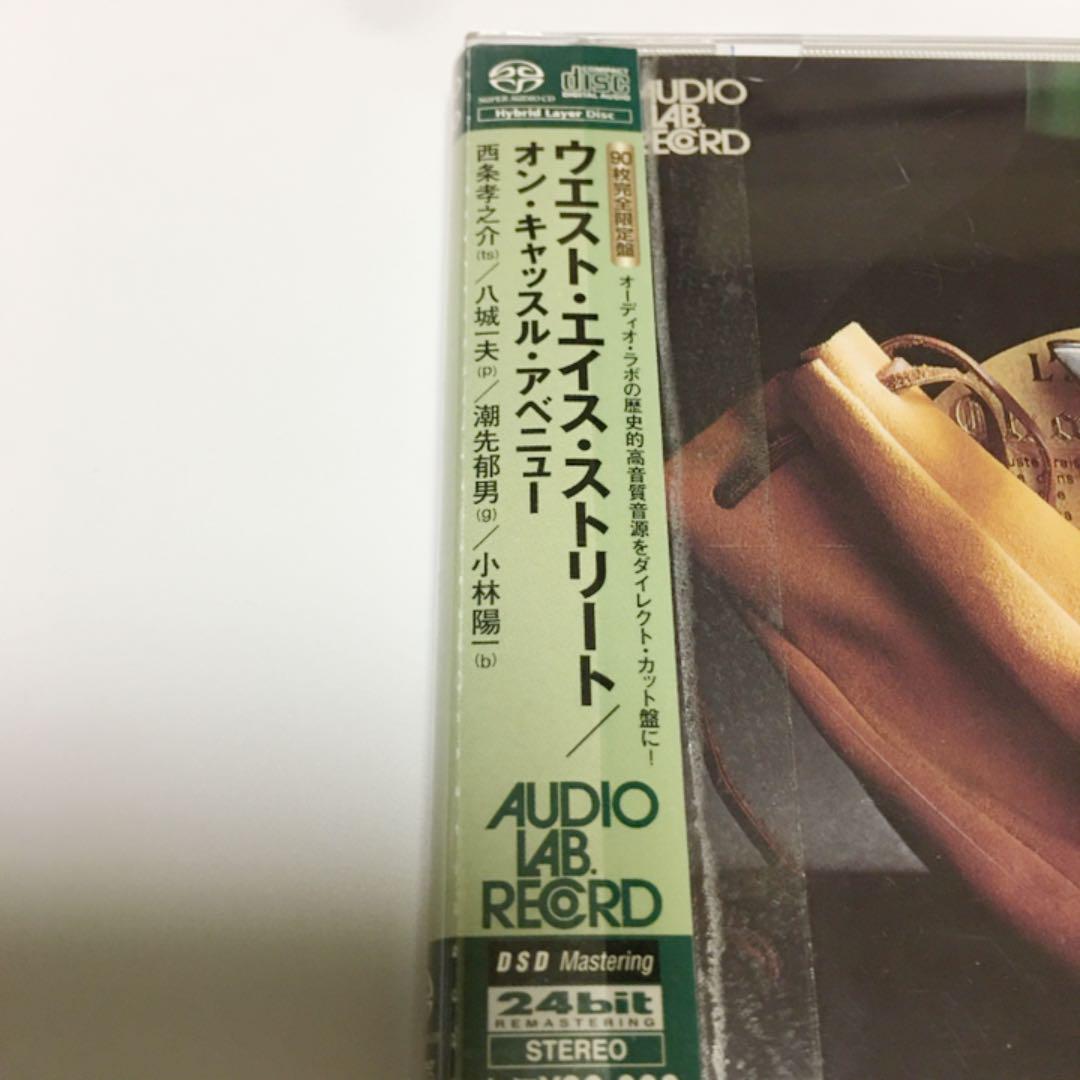 SUPER AUDIO CD
COMPACT
disc
DIGITAL AUDIO
Hybrid Layer Disc
90枚完全限定盤
オーディオ・ラボの歴史的高音質音源をダイレクト・カット盤に!
ウエスト・エイス・ストリート/
オン・キャッスル・アベニュー
西条孝之介(ts)/八城一夫(p)/潮先郁男(g)/小林陽一(b)
AUDIO
LAB.
RECORD
DSD Mastering
24bit
REMASTERING
STEREO
AUDIO
LAB.
RECORD